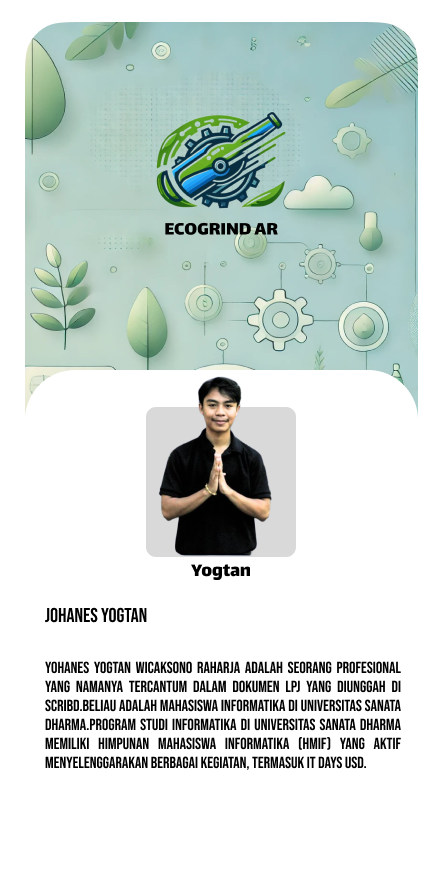 ECOGRIND AR
Yogtan
JOHANES YOGTAN
YOHANES YOGTAN WICAKSONO RAHARJA ADALAH SEORANG PROFESIONAL
YANG NAMANYA TERCANTUM DALAM DOKUMEN LPJ YANG DIUNGGAH DI
SCRIBD.BELIAU ADALAH MAHASISWA INFORMATIKA DI UNIVERSITAS SANATA
DHARMA.PROGRAM STUDI INFORMATIKA DI UNIVERSITAS SANATA DHARMA
MEMILIKI HIMPUNAN MAHASISWA INFORMATIKA (HMIF) YANG AKTIF
MENYELENGGARAKAN BERBAGAI KEGIATAN, TERMASUK IT DAYS USD.